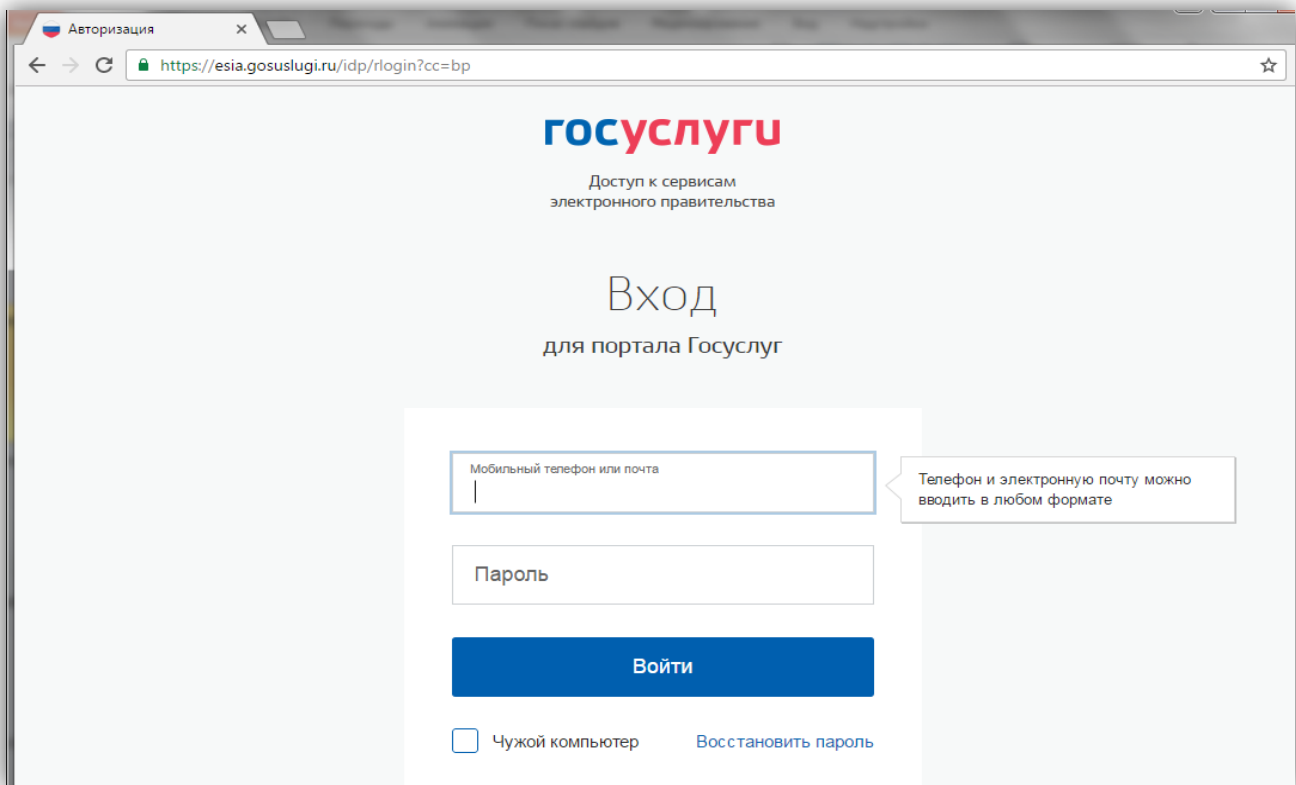 Авторизация
https://esia.gosuslugi.ru/idp/rlogin?cc=bp
госуслуги
Доступ к сервисам
электронного правительства
Вход
для портала Госуслуг
Мобильный телефон или почта
Телефон и электронную почту можно
вводить в любом формате
Пароль
Войти
Чужой компьютер
Восстановить пароль